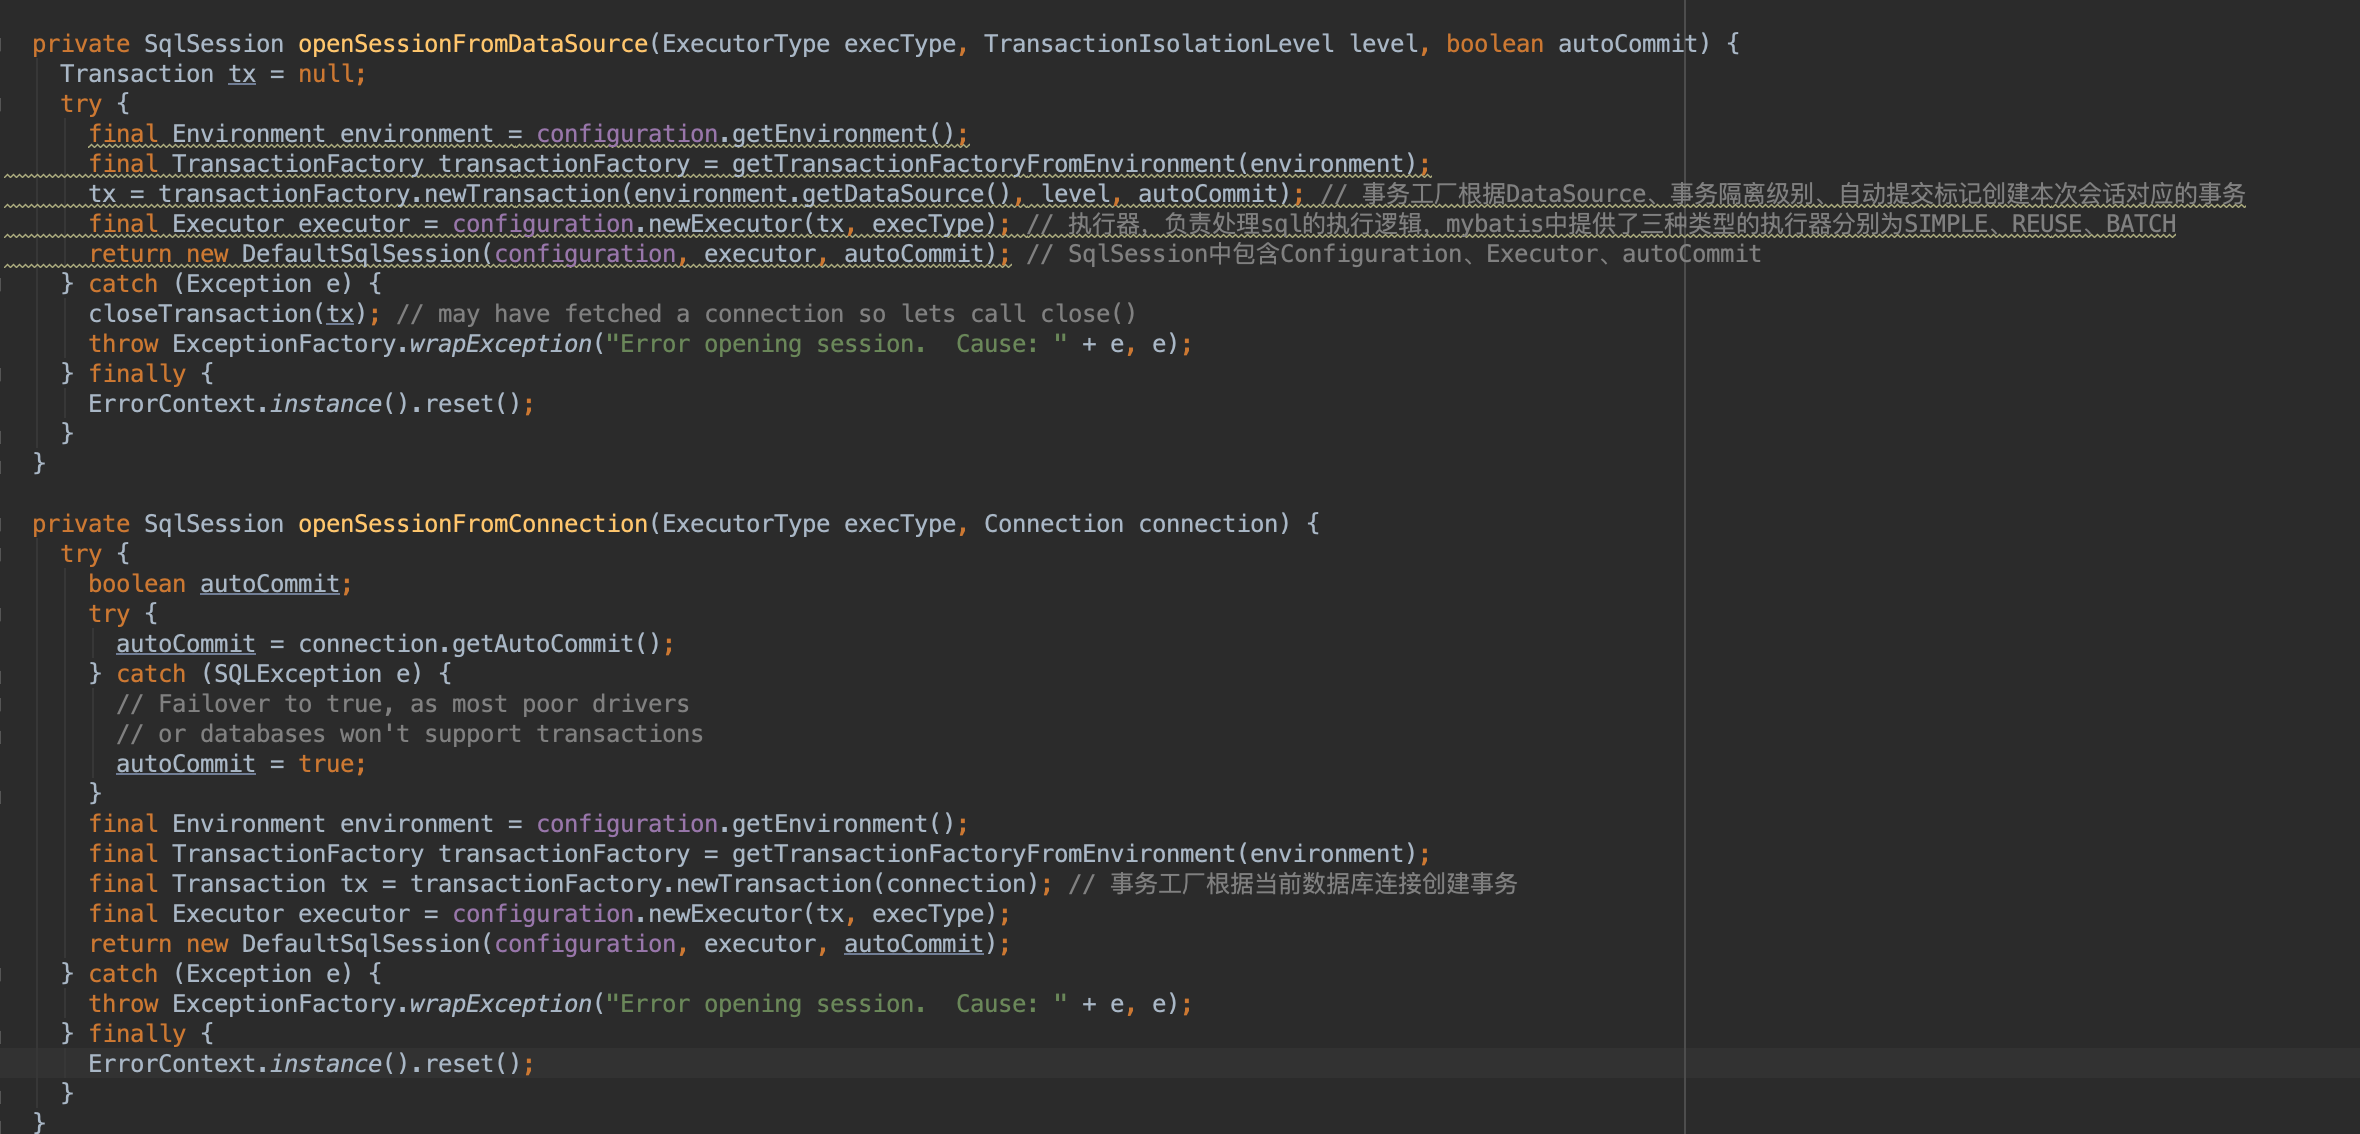 private SqlSession openSessionFromDataSource(ExecutorType execType, TransactionIsolationLevel level, boolean autoCommit) {
Transaction tx = null;
try {
final Environment environment = configuration.getEnvironment();
final TransactionFactory transactionFactory = getTransactionFactoryFromEnvironment(environment);
tx = transactionFactory.newTransaction(environment.getDataSource(), level, autoCommit); // 事务工厂根据DataSource、事务隔离级别、自动提交标记创建本次会话对应的事务
final Executor executor = configuration.newExecutor(tx, execType); // 执行器，负责处理sql的执行逻辑，mybatis中提供了三种类型的执行器分别为SIMPLE、REUSE、BATCH
return new DefaultSqlSession(configuration, executor, autoCommit); // SqlSession中包含Configuration、Executor、autoCommit
} catch (Exception e) {
closeTransaction(tx); // may have fetched a connection so lets call close()
throw ExceptionFactory.wrapException("Error opening session.  Cause: " + e, e);
} finally {
ErrorContext.instance().reset();
}
}
private SqlSession openSessionFromConnection(ExecutorType execType, Connection connection) {
try {
boolean autoCommit;
try {
autoCommit = connection.getAutoCommit();
} catch (SQLException e) {
// Failover to true, as most poor drivers
// or databases won't support transactions
autoCommit = true;
}
final Environment environment = configuration.getEnvironment();
final TransactionFactory transactionFactory = getTransactionFactoryFromEnvironment(environment);
final Transaction tx = transactionFactory.newTransaction(connection); // 事务工厂根据当前数据库连接创建事务
final Executor executor = configuration.newExecutor(tx, execType);
return new DefaultSqlSession(configuration, executor, autoCommit);
} catch (Exception e) {
throw ExceptionFactory.wrapException("Error opening session.  Cause: " + e, e);
} finally {
ErrorContext.instance().reset();
}
}